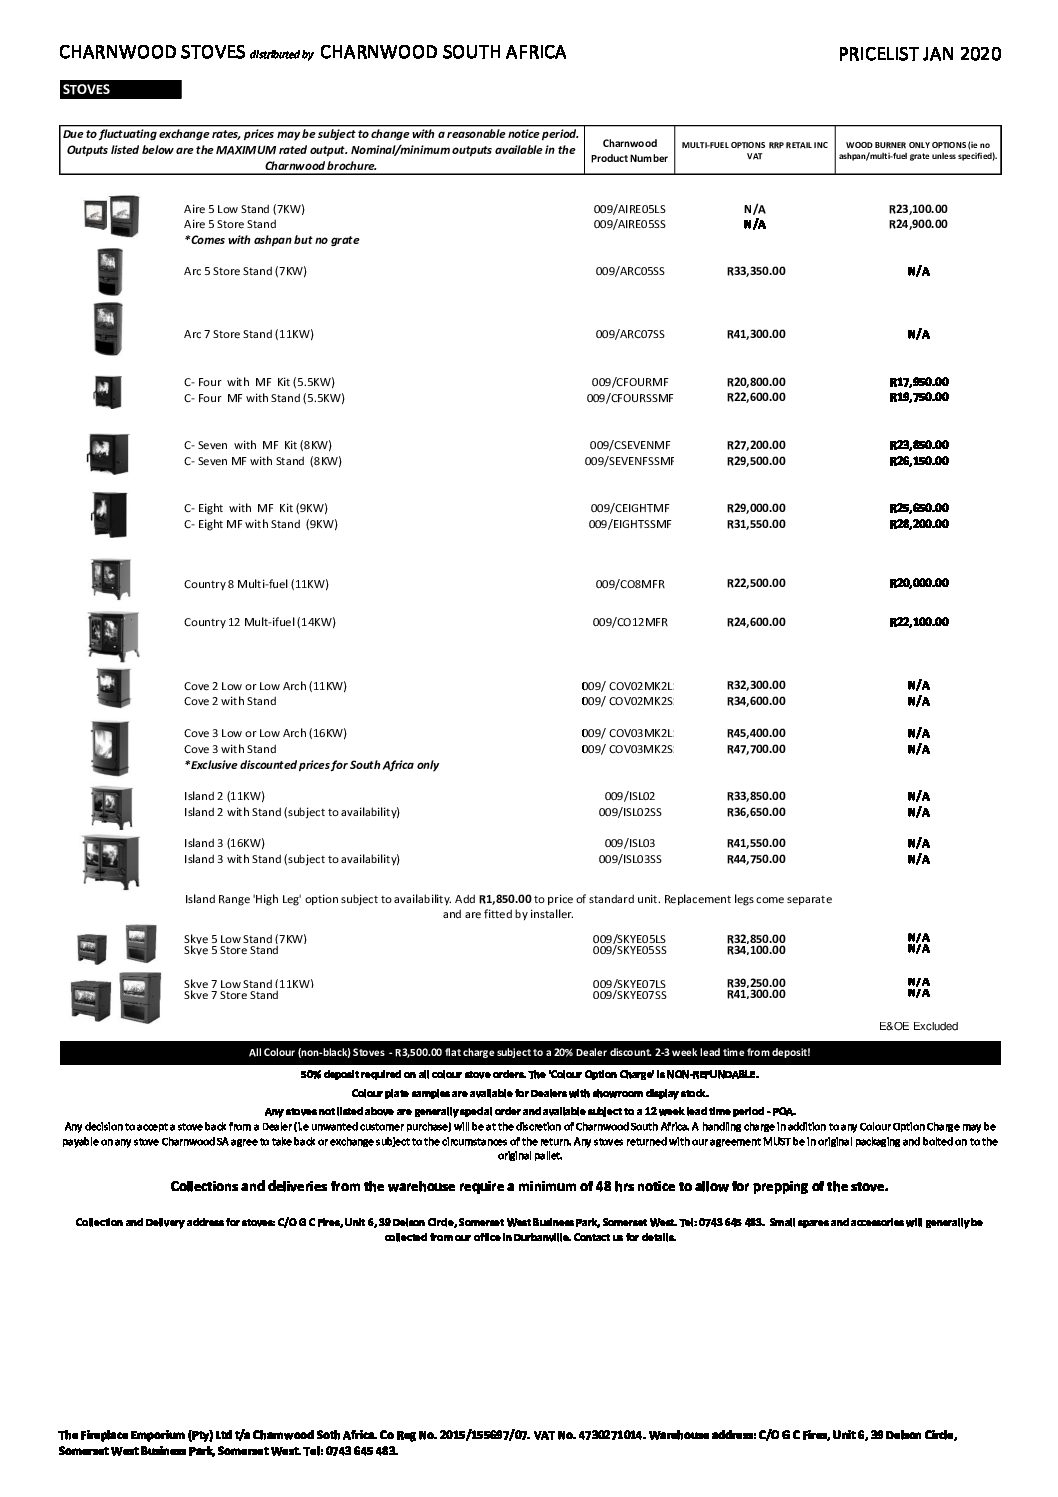 CHARNWOOD STOVES distributed by CHARNWOOD SOUTH AFRICA PRICELIST JAN 2020
STOVES
Due to fluctuating exchange rates, prices may be subject to change with a reasonable notice period.
Outputs listed below are the MAXIMUM rated output. Nominal/minimum outputs available in the
Charnwood brochure.
Charnwood
Product Number
MULTI-FUEL OPTIONS RRP RETAIL INC
VAT
WOOD BURNER ONLY OPTIONS (ie no
ashpan/multi-fuel grate unless specified).
Aire 5 Low Stand (7KW) 009/AIRE05LS N/A R23,100.00
Aire 5 Store Stand 009/AIRE05SS N/A R24,900.00
*Comes with ashpan but no grate
Arc 5 Store Stand (7KW) 009/ARC05SS R33,350.00 N/A
Arc 7 Store Stand (11KW) 009/ARC07SS R41,300.00 N/A
C- Four with MF Kit (5.5KW) 009/CFOURMF R20,800.00 R17,950.00
C- Four MF with Stand (5.5KW) 009/CFOURSSMF R22,600.00 R19,750.00
C- Seven with MF Kit (8KW) 009/CSEVENMF R27,200.00 R23,850.00
C- Seven MF with Stand (8KW) 009/SEVENFSSMF R29,500.00 R26,150.00
C- Eight with MF Kit (9KW) 009/CEIGHTMF R29,000.00 R25,650.00
C- Eight MF with Stand (9KW) 009/EIGHTSSMF R31,550.00 R28,200.00
Country 8 Multi-fuel (11KW) 009/CO8MFR R22,500.00 R20,000.00
Country 12 Mult-ifuel (14KW) 009/CO12MFR R24,600.00 R22,100.00
Cove 2 Low or Low Arch (11KW) 009/ COV02MK2L R32,300.00 N/A
Cove 2 with Stand 009/ COV02MK2S R34,600.00 N/A
Cove 3 Low or Low Arch (16KW) 009/ COV03MK2L R45,400.00 N/A
Cove 3 with Stand 009/ COV03MK2S R47,700.00 N/A
*Exclusive discounted prices for South Africa only
Island 2 (11KW) 009/ISL02 R33,850.00 N/A
Island 2 with Stand (subject to availability) 009/ISL02SS R36,650.00 N/A
Island 3 (16KW) 009/ISL03 R41,550.00 N/A
Island 3 with Stand (subject to availability) 009/ISL03SS R44,750.00 N/A
Island Range 'High Leg' option subject to availability. Add R1,850.00 to price of standard unit. Replacement legs come separate
and are fitted by installer.
Skye 5 Low Stand (7KW) 009/SKYE05LS R32,850.00 N/A
Skye 5 Store Stand 009/SKYE05SS R34,100.00 N/A
Skye 7 Low Stand (11KW) 009/SKYE07LS R39,250.00 N/A
Skye 7 Store Stand 009/SKYE07SS R41,300.00 N/A
E&OE Excluded
All Colour (non-black) Stoves - R3,500.00 flat charge subject to a 20% Dealer discount. 2-3 week lead time from deposit!
50% deposit required on all colour stove orders. The 'Colour Option Charge' is NON-REFUNDABLE.
Colour plate samples are available for Dealers with showroom display stock.
Any stoves not listed above are generally special order and available subject to a 12 week lead time period - POA.
Any decision to accept a stove back from a Dealer (i.e unwanted customer purchase) will be at the discretion of Charnwood South Africa. A handling charge in addition to any Colour Option Charge may be
payable on any stove Charnwood SA agree to take back or exchange subject to the circumstances of the return. Any stoves returned with our agreement MUST be in original packaging and bolted on to the
original pallet.
Collections and deliveries from the warehouse require a minimum of 48 hrs notice to allow for prepping of the stove.
Collection and Delivery address for stoves: C/O G C Fires, Unit 6, 39 Delson Circle, Somerset West Business Park, Somerset West. Tel: 0743 645 483. Small spares and accessories will generally be
collected from our office in Durbanville. Contact us for details.
The Fireplace Emporium (Pty) Ltd t/a Charnwood Soth Africa. Co Reg No. 2015/155697/07. VAT No. 4730271014. Warehouse address: C/O G C Fires, Unit 6, 39 Delson Circle,
Somerset West Business Park, Somerset West. Tel: 0743 645 483.